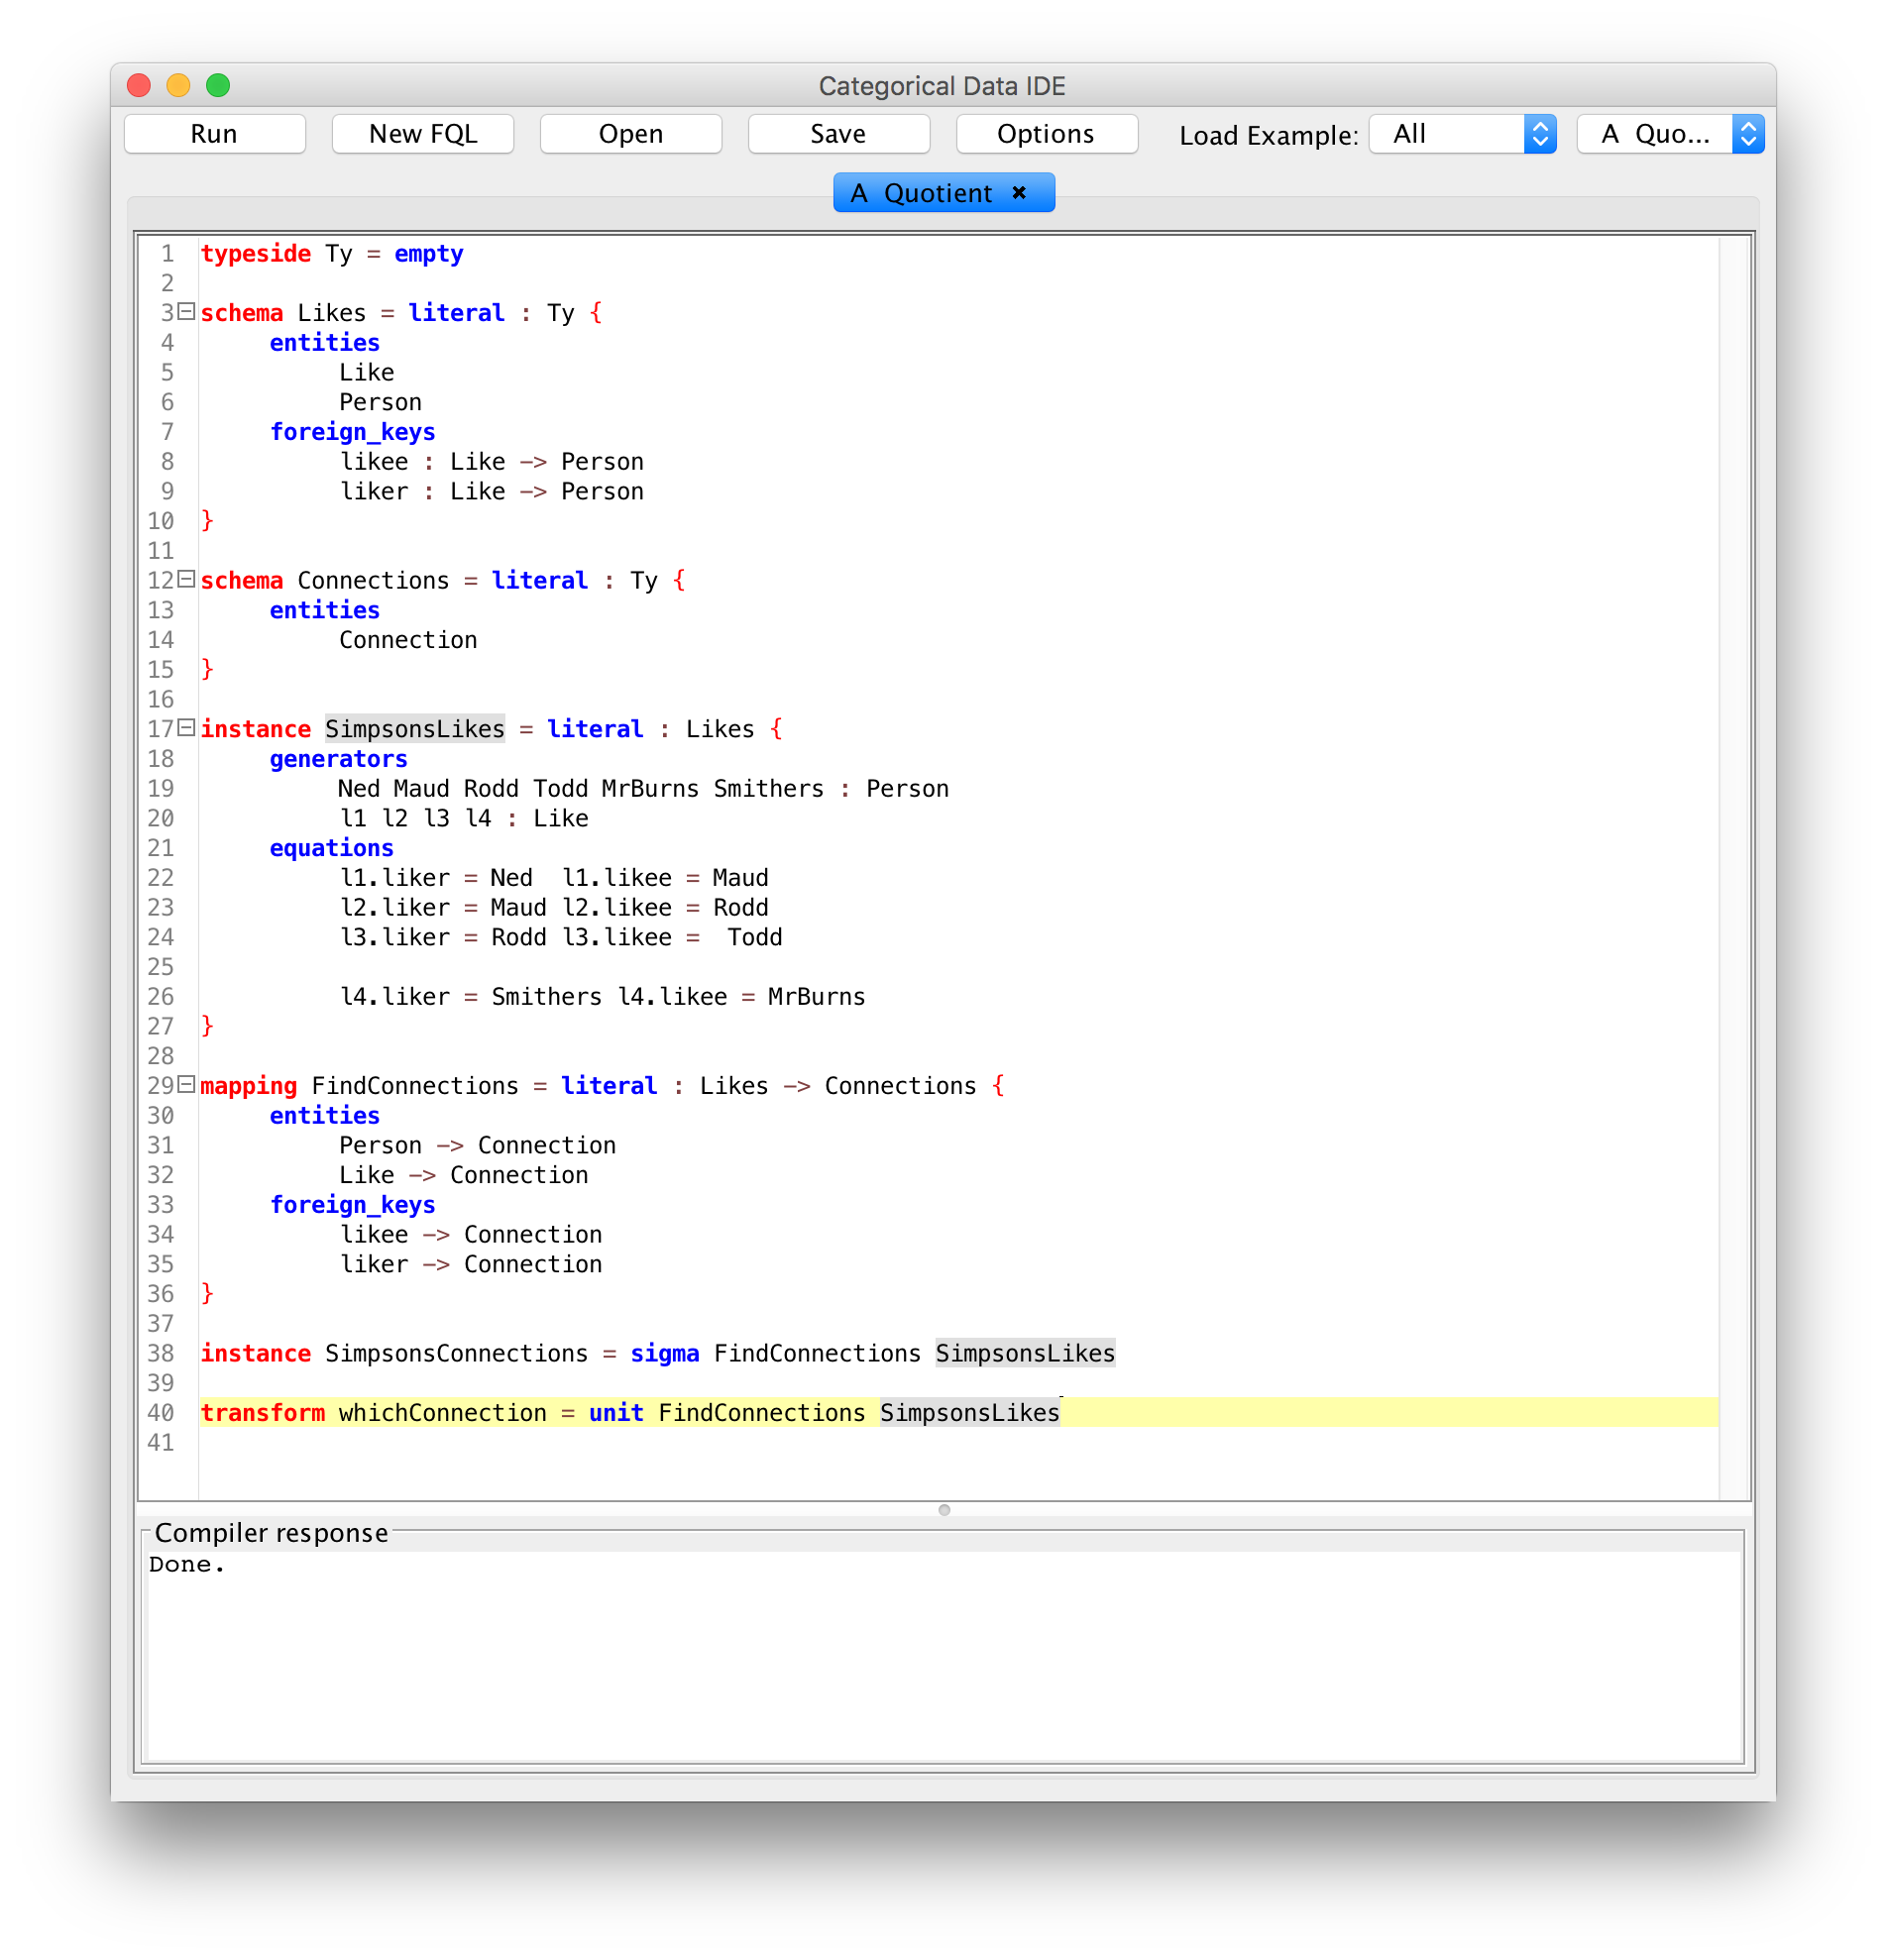 Categorical Data IDE
Run New FQL Open Save Options Load Example: All A Quo...
A Quotient ×
1 typeside Ty = empty
2
3 schema Likes = literal : Ty {
4 entities
5 Like
6 Person
7 foreign_keys
8 likee : Like -> Person
9 liker : Like -> Person
10 }
11
12 schema Connections = literal : Ty {
13 entities
14 Connection
15 }
16
17 instance SimpsonsLikes = literal : Likes {
18 generators
19 Ned Maud Rodd Todd MrBurns Smithers : Person
20 l1 l2 l3 l4 : Like
21 equations
22 l1.liker = Ned  l1.likee = Maud
23 l2.liker = Maud l2.likee = Rodd
24 l3.liker = Rodd l3.likee =  Todd
25
26 l4.liker = Smithers l4.likee = MrBurns
27 }
28
29 mapping FindConnections = literal : Likes -> Connections {
30 entities
31 Person -> Connection
32 Like -> Connection
33 foreign_keys
34 likee -> Connection
35 liker -> Connection
36 }
37
38 instance SimpsonsConnections = sigma FindConnections SimpsonsLikes
39
40 transform whichConnection = unit FindConnections SimpsonsLikes
41
Compiler response
Done.